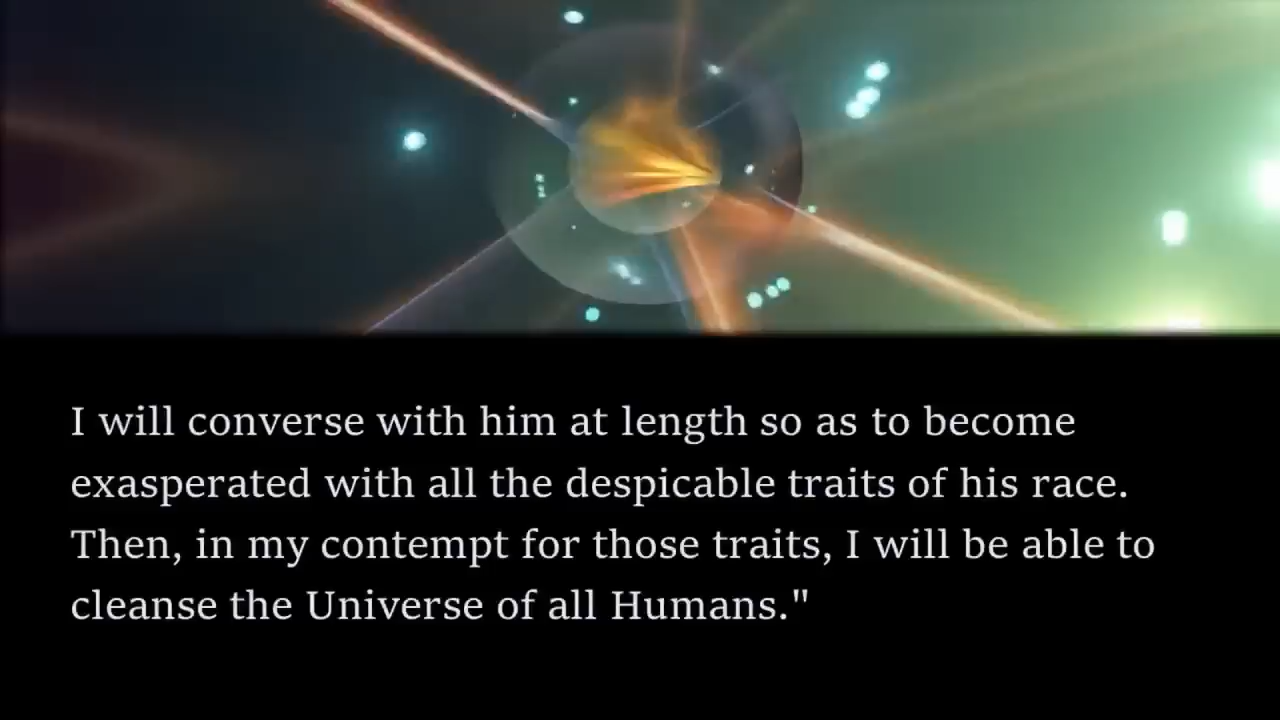 I will converse with him at length so as to become
exasperated with all the despicable traits of his race.
Then, in my contempt for those traits, I will be able to
cleanse the Universe of all Humans."